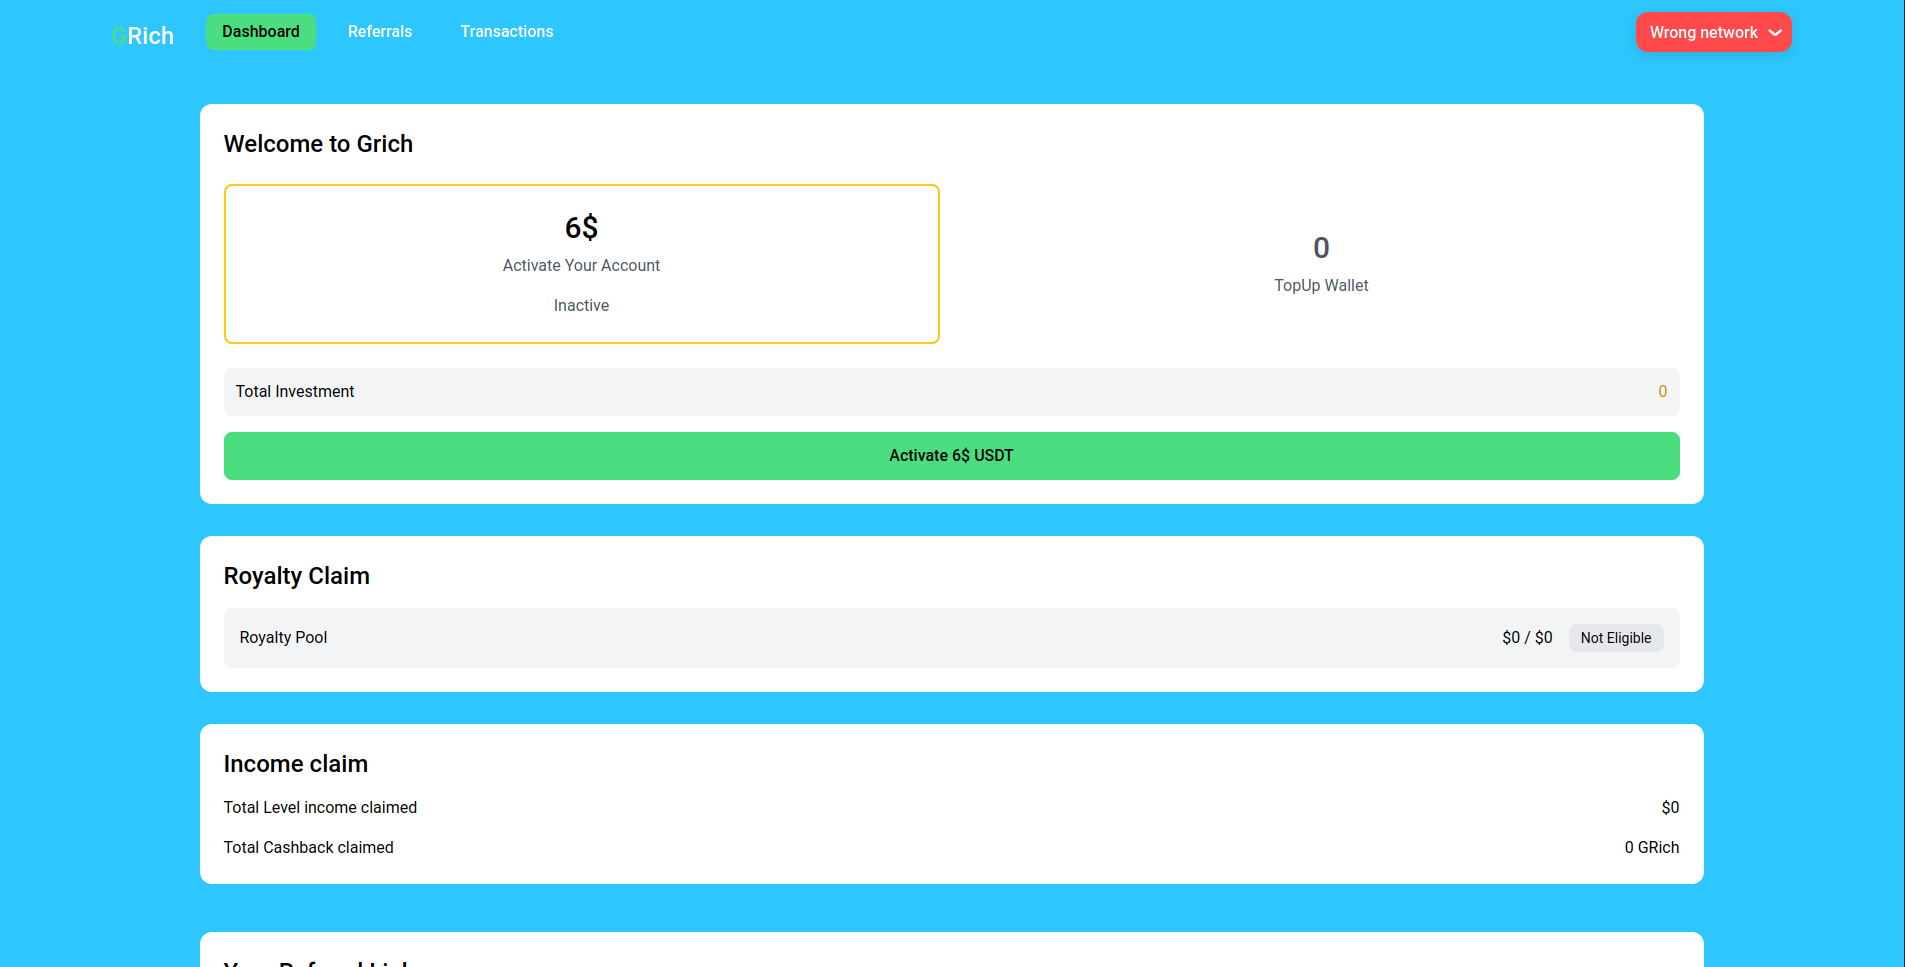 GRich Dashboard Referrals Transactions Wrong network
Welcome to Grich
6$
Activate Your Account
Inactive
0
TopUp Wallet
Total Investment 0
Activate 6$ USDT
Royalty Claim
Royalty Pool $0 / $0 Not Eligible
Income claim
Total Level income claimed $0
Total Cashback claimed 0 GRich